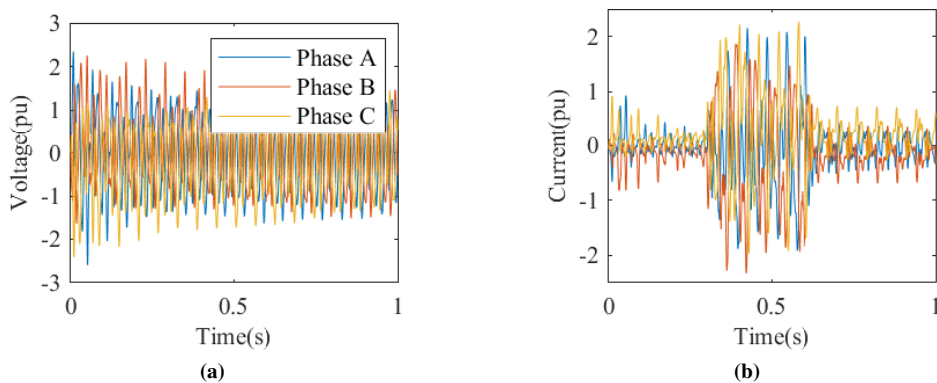 3
2
1
0
-1
-2
-3
Voltage(pu)
Phase A
Phase B
Phase C
0
0.5
1
Time(s)
(a)
2
1
0
-1
-2
Current(pu)
0
0.5
1
Time(s)
(b)